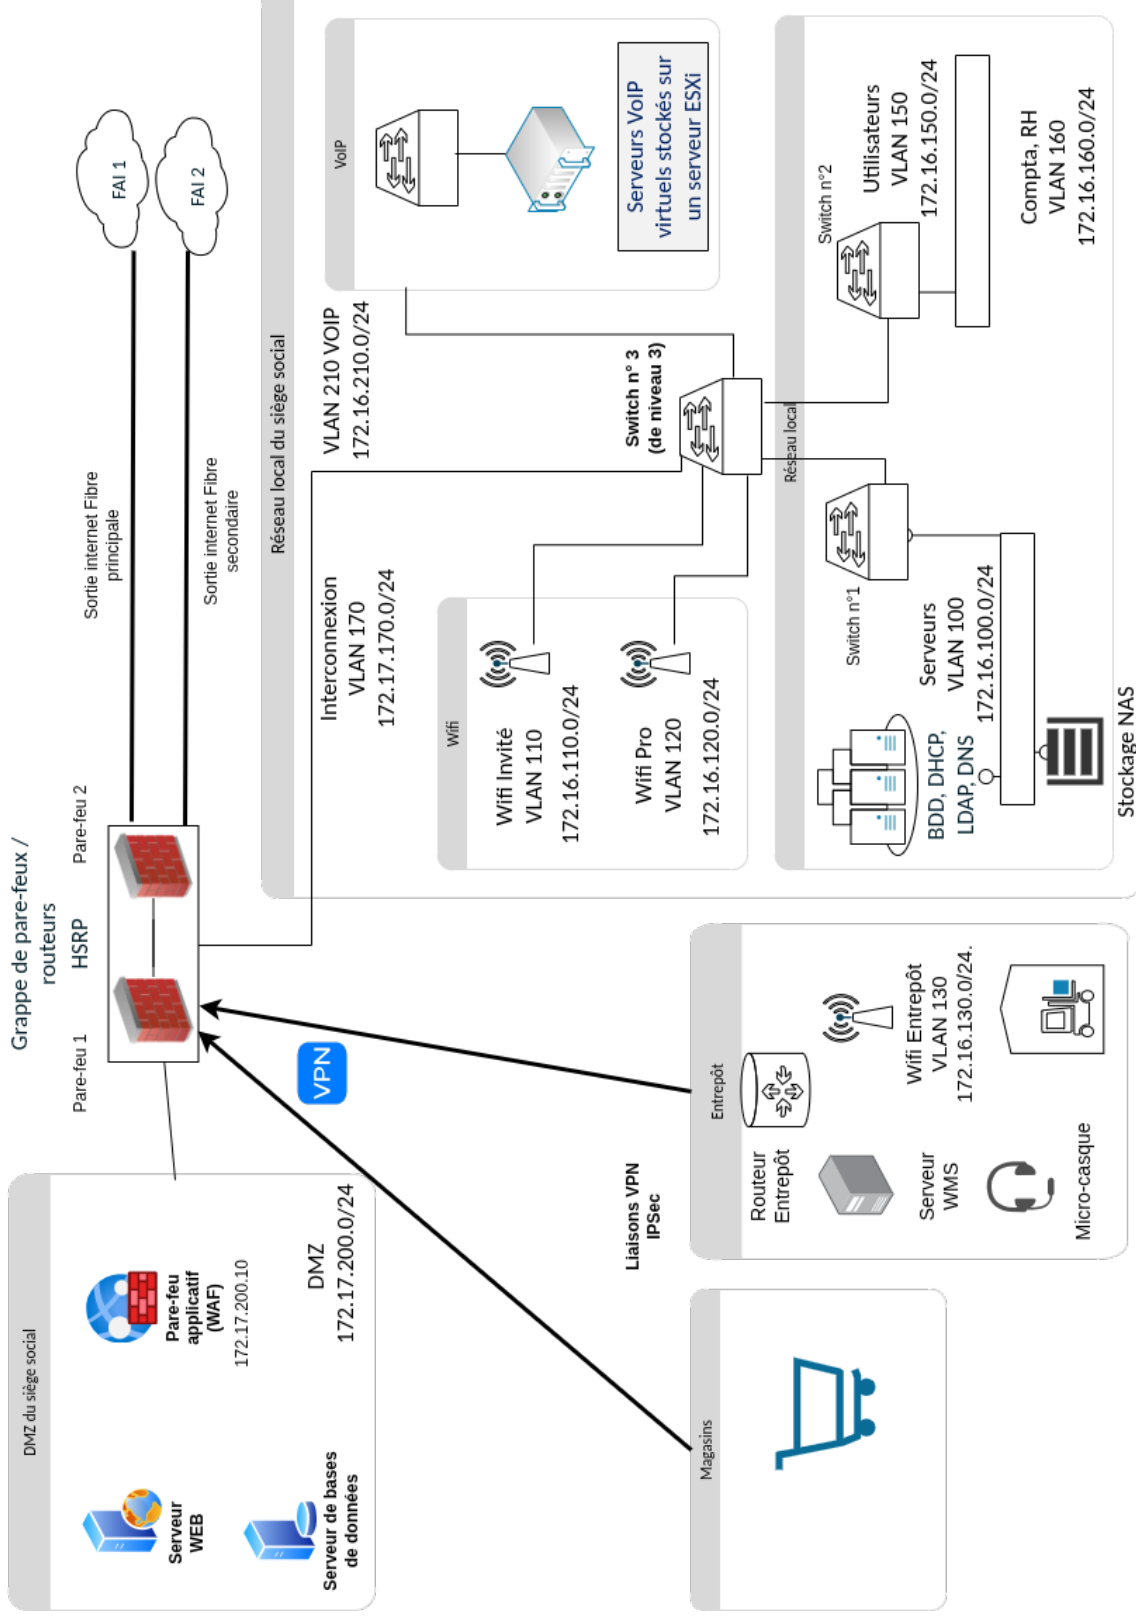 DMZ du siège social
Serveur
WEB
Serveur de bases
de données
Pare-feu
applicatif
(WAF)
172.17.200.10
DMZ
172.17.200.0/24
Grappe de pare-feux /
routeurs
HSRP
Pare-feu 1
Pare-feu 2
Sortie internet Fibre
principale
Sortie internet Fibre
secondaire
FAI 1
FAI 2
VPN
Liaisons VPN
IPSec
Magasins
Entrepôt
Routeur
Entrepôt
Serveur
WMS
Micro-casque
Wifi Entrepôt
VLAN 130
172.16.130.0/24.
Réseau local du siège social
Interconnexion
VLAN 170
172.17.170.0/24
VLAN 210 VOIP
172.16.210.0/24
VoIP
Serveurs VoIP
virtuels stockés sur
un serveur ESXi
Wifi
Wifi Invité
VLAN 110
172.16.110.0/24
Wifi Pro
VLAN 120
172.16.120.0/24
Switch n° 3
(de niveau 3)
Réseau local
Switch n°1
Serveurs
VLAN 100
172.16.100.0/24
BDD, DHCP,
LDAP, DNS
Stockage NAS
Switch n°2
Utilisateurs
VLAN 150
172.16.150.0/24
Compta, RH
VLAN 160
172.16.160.0/24